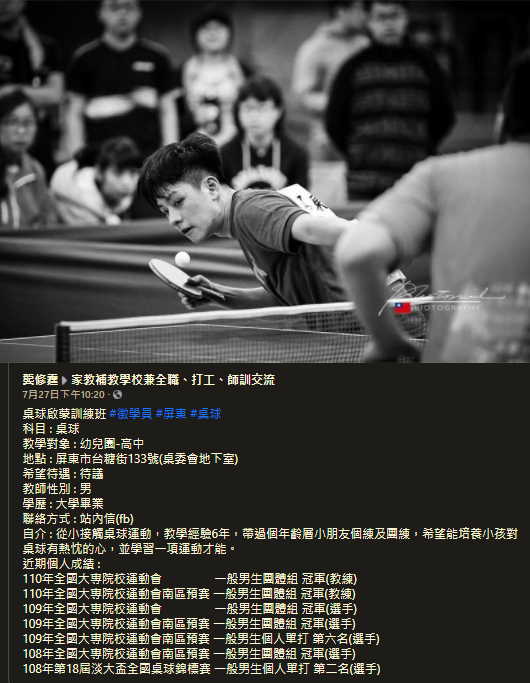 龔修霆 ▸ 家教補教學校兼全職、打工、師訓交流
7月27日下午10:20 ·
桌球啟蒙訓練班 #徵學員 #屏東 #桌球
科目 : 桌球
教學對象 : 幼兒園-高中
地點 : 屏東市台糖街133號(桌委會地下室)
希望待遇 : 待議
教師性別 : 男
學歷 : 大學畢業
聯絡方式 : 站內信(fb)
自介 : 從小接觸桌球運動，教學經驗6年，帶過個年齡層小朋友個練及團練，希望能培養小孩對
桌球有熱忱的心，並學習一項運動才能。
近期個人成績 :
110年全國大專院校運動會 一般男生團體組 冠軍(教練)
110年全國大專院校運動會南區預賽 一般男生團體組 冠軍(教練)
109年全國大專院校運動會 一般男生團體組 冠軍(選手)
109年全國大專院校運動會南區預賽 一般男生團體組 冠軍(選手)
109年全國大專院校運動會南區預賽 一般男生個人單打 第六名(選手)
108年全國大專院校運動會南區預賽 一般男生團體組 冠軍(選手)
108年第18屆淡大盃全國桌球錦標賽 一般男生個人單打 第二名(選手)
PHOTOGRAPHY